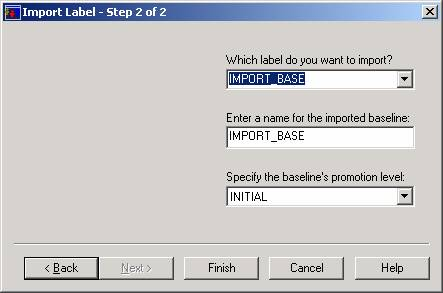 Import Label - Step 2 of 2
Which label do you want to import?
IMPORT_BASE
Enter a name for the imported baseline:
IMPORT_BASE
Specify the baseline's promotion level:
INITIAL
< Back Next > Finish Cancel Help